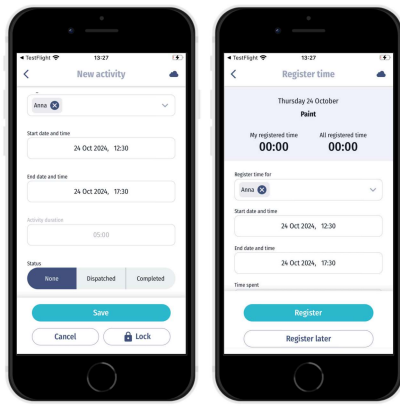 TestFlight 13:27
New activity
Anna
Start date and time
24 Oct 2024, 12:30
End date and time
24 Oct 2024, 17:30
Activity duration
05:00
Status
None Dispatched Completed
Save
Cancel Lock
TestFlight 13:27
Register time
Thursday 24 October
Paint
My registered time All registered time
00:00 00:00
Register time for
Anna
Start date and time
24 Oct 2024, 12:30
End date and time
24 Oct 2024, 17:30
Time spent
Register
Register later